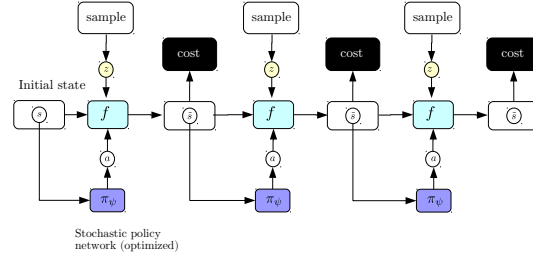 sample
sample
sample
cost
cost
cost
z
z
z
Initial state
s
f
s̄
f
s̄
f
s̄
a
a
a
π_ψ
π_ψ
π_ψ
Stochastic policy
network (optimized)